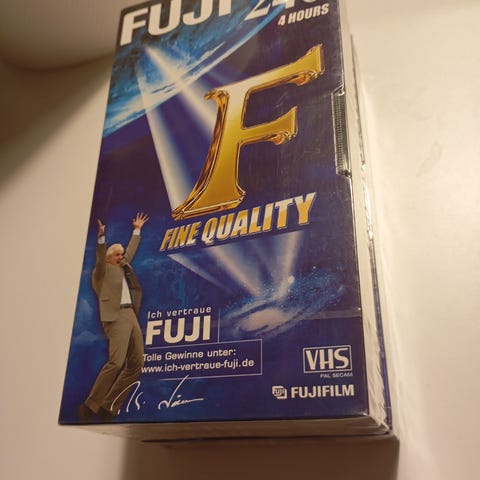 FUJI
4 HOURS
F
FINE QUALITY
Ich vertraue
FUJI
Tolle Gewinne unter:
www.ich-vertraue-fuji.de
VHS
PAL SECAM
FUJI FUJIFILM